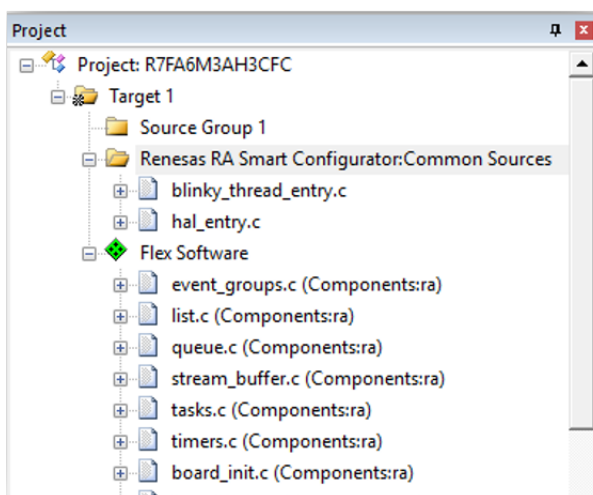 Project
Project: R7FA6M3AH3CFC
Target 1
Source Group 1
Renesas RA Smart Configurator:Common Sources
blinky_thread_entry.c
hal_entry.c
Flex Software
event_groups.c (Components:ra)
list.c (Components:ra)
queue.c (Components:ra)
stream_buffer.c (Components:ra)
tasks.c (Components:ra)
timers.c (Components:ra)
board_init.c (Components:ra)